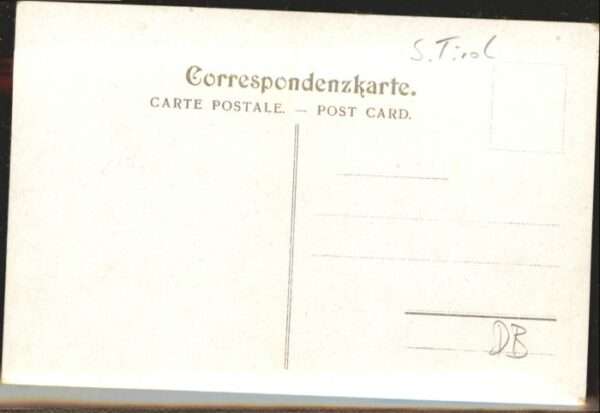 S. Tirol
Correspondenzkarte.
CARTE POSTALE. — POST CARD.
DB